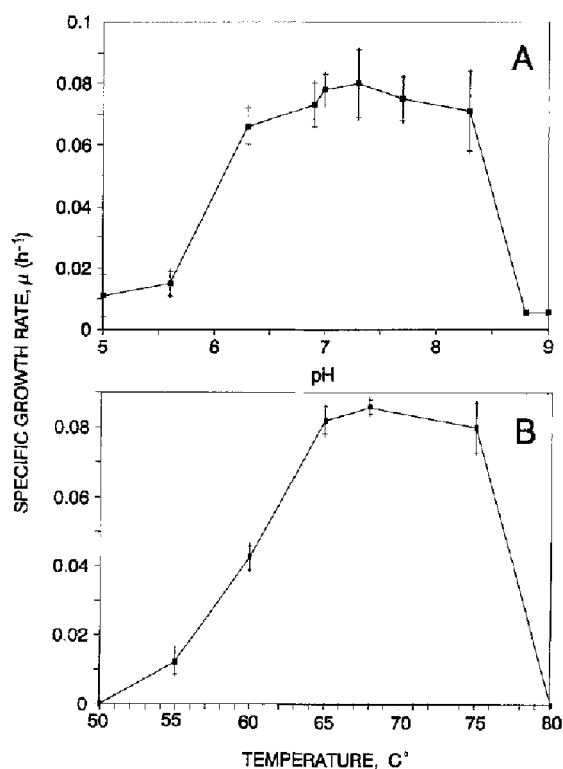 0.1
A
0.08
0.06
0.04
0.02
0
5 6 7 8 9
pH
SPECIFIC GROWTH RATE, μ (h⁻¹)
B
0.08
0.06
0.04
0.02
0
50 55 60 65 70 75 80
TEMPERATURE, C°